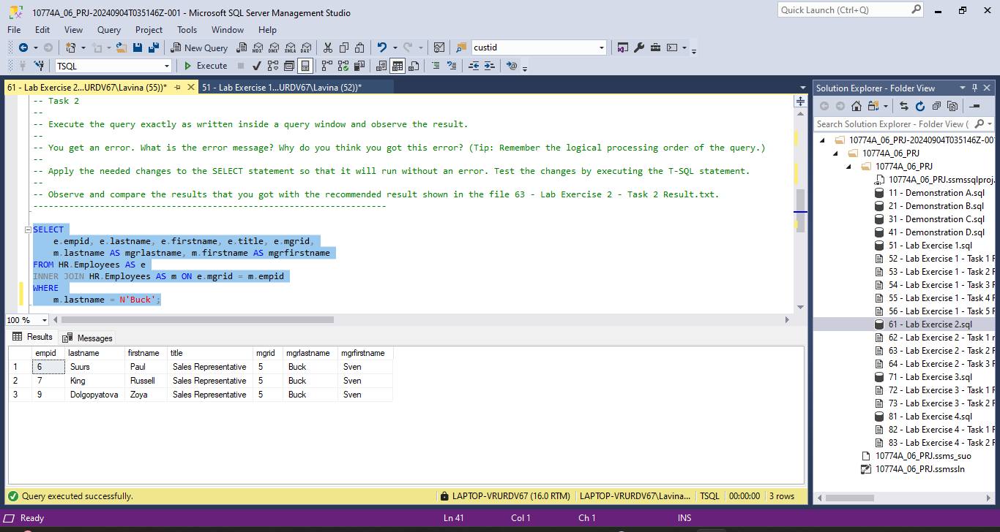 10774A_06_PRJ-20240904T035146Z-001 - Microsoft SQL Server Management Studio
Quick Launch (Ctrl+Q)
File Edit View Query Project Tools Window Help
New Query
MDX DMX XMLA DAX
custid
TSQL
Execute
61 - Lab Exercise 2...URDV67\Lavina (55))*
51 - Lab Exercise 1...URDV67\Lavina (52))*
-- Task 2
--
-- Execute the query exactly as written inside a query window and observe the result.
--
-- You get an error. What is the error message? Why do you think you got this error? (Tip: Remember the logical processing order of the query.)
--
-- Apply the needed changes to the SELECT statement so that it will run without an error. Test the changes by executing the T-SQL statement.
--
-- Observe and compare the results that you got with the recommended result shown in the file 63 - Lab Exercise 2 - Task 2 Result.txt.
---------------------------------------------------------------------
SELECT
e.empid, e.lastname, e.firstname, e.title, e.mgrid,
m.lastname AS mgrlastname, m.firstname AS mgrfirstname
FROM HR.Employees AS e
INNER JOIN HR.Employees AS m ON e.mgrid = m.empid
WHERE
m.lastname = N'Buck';
100 %
Results Messages
empid lastname firstname title mgrid mgrlastname mgrfirstname
1 6 Suurs Paul Sales Representative 5 Buck Sven
2 7 King Russell Sales Representative 5 Buck Sven
3 9 Dolgopyatova Zoya Sales Representative 5 Buck Sven
Query executed successfully.
LAPTOP-VRURDV67 (16.0 RTM) LAPTOP-VRURDV67\Lavina... TSQL 00:00:00 3 rows
Solution Explorer - Folder View
Search Solution Explorer - Folder View (
10774A_06_PRJ-20240904T035146Z-001
10774A_06_PRJ
10774A_06_PRJ
10774A_06_PRJ.ssmssqlproj.
11 - Demonstration A.sql
21 - Demonstration B.sql
31 - Demonstration C.sql
41 - Demonstration D.sql
51 - Lab Exercise 1.sql
52 - Lab Exercise 1 - Task 1 F
53 - Lab Exercise 1 - Task 2 F
54 - Lab Exercise 1 - Task 3 F
55 - Lab Exercise 1 - Task 4 F
56 - Lab Exercise 1 - Task 5 F
61 - Lab Exercise 2.sql
62 - Lab Exercise 2 - Task 1 r
63 - Lab Exercise 2 - Task 2 F
64 - Lab Exercise 2 - Task 3 F
71 - Lab Exercise 3.sql
72 - Lab Exercise 3 - Task 1 F
73 - Lab Exercise 3 - Task 2 F
81 - Lab Exercise 4.sql
82 - Lab Exercise 4 - Task 1 F
83 - Lab Exercise 4 - Task 2 F
10774A_06_PRJ.ssms_suo
10774A_06_PRJ.ssmssln
Ready
Ln 41 Col 1 Ch 1 INS